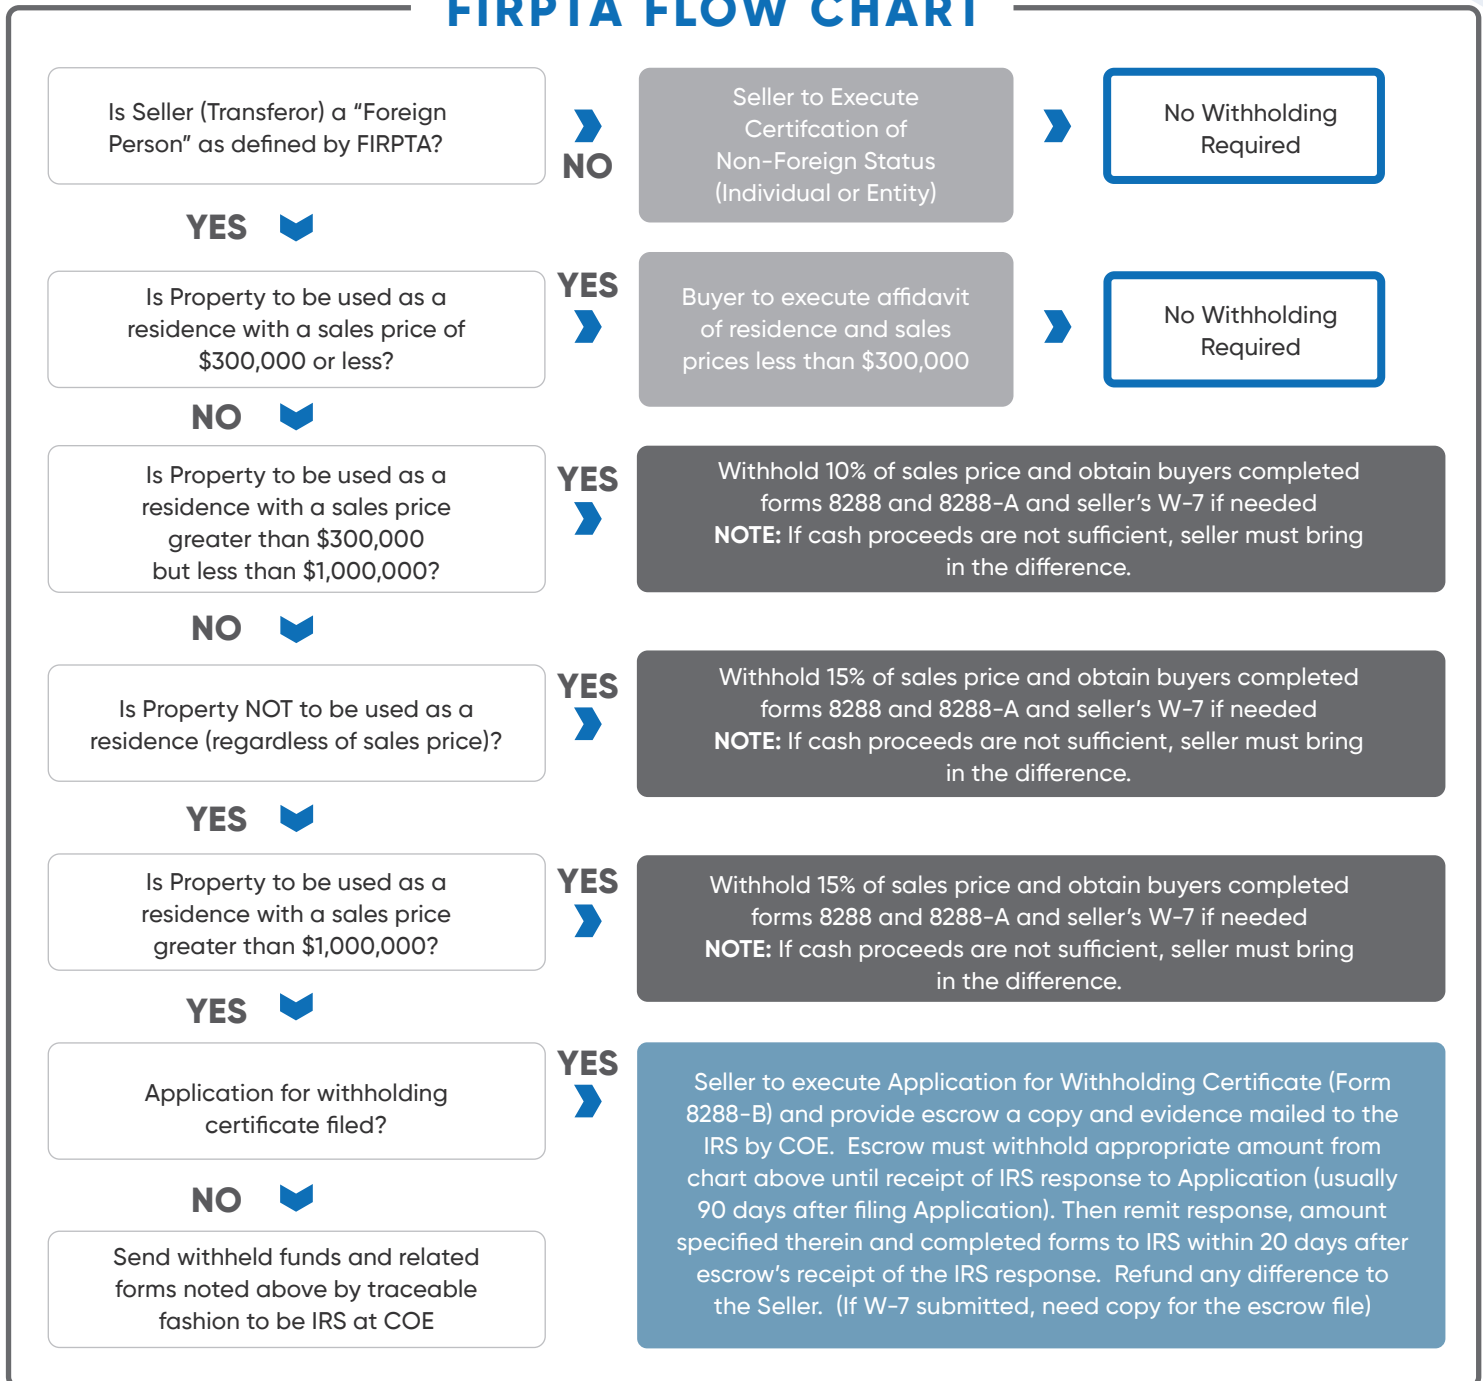 FIRPTA FLOW CHART
Is Seller (Transferor) a “Foreign
Person” as defined by FIRPTA?
NO
Seller to Execute
Certifcation of
Non-Foreign Status
(Individual or Entity)
No Withholding
Required
YES
Is Property to be used as a
residence with a sales price of
$300,000 or less?
YES
Buyer to execute affidavit
of residence and sales
prices less than $300,000
No Withholding
Required
NO
Is Property to be used as a
residence with a sales price
greater than $300,000
but less than $1,000,000?
YES
Withhold 10% of sales price and obtain buyers completed
forms 8288 and 8288-A and seller’s W-7 if needed
NOTE: If cash proceeds are not sufficient, seller must bring
in the difference.
NO
Is Property NOT to be used as a
residence (regardless of sales price)?
YES
Withhold 15% of sales price and obtain buyers completed
forms 8288 and 8288-A and seller’s W-7 if needed
NOTE: If cash proceeds are not sufficient, seller must bring
in the difference.
YES
Is Property to be used as a
residence with a sales price
greater than $1,000,000?
YES
Withhold 15% of sales price and obtain buyers completed
forms 8288 and 8288-A and seller’s W-7 if needed
NOTE: If cash proceeds are not sufficient, seller must bring
in the difference.
YES
Application for withholding
certificate filed?
YES
Seller to execute Application for Withholding Certificate (Form
8288-B) and provide escrow a copy and evidence mailed to the
IRS by COE. Escrow must withhold appropriate amount from
chart above until receipt of IRS response to Application (usually
90 days after filing Application). Then remit response, amount
specified therein and completed forms to IRS within 20 days after
escrow’s receipt of the IRS response. Refund any difference to
the Seller. (If W-7 submitted, need copy for the escrow file)
NO
Send withheld funds and related
forms noted above by traceable
fashion to be IRS at COE